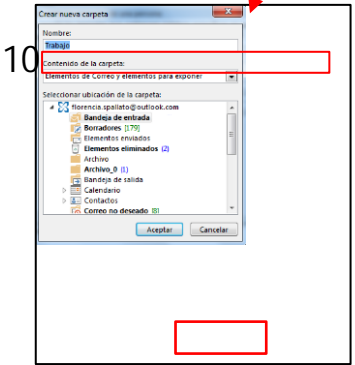 Crear nueva carpeta
Nombre:
Trabajo
10
Contenido de la carpeta:
Elementos de Correo y elementos para exponer
Seleccionar ubicación de la carpeta:
florencia.spallato@outlook.com
Bandeja de entrada
Borradores [179]
Elementos enviados
Elementos eliminados (2)
Archivo
Archivo_0 (1)
Bandeja de salida
Calendario
Contactos
Correo no deseado [8]
Aceptar Cancelar